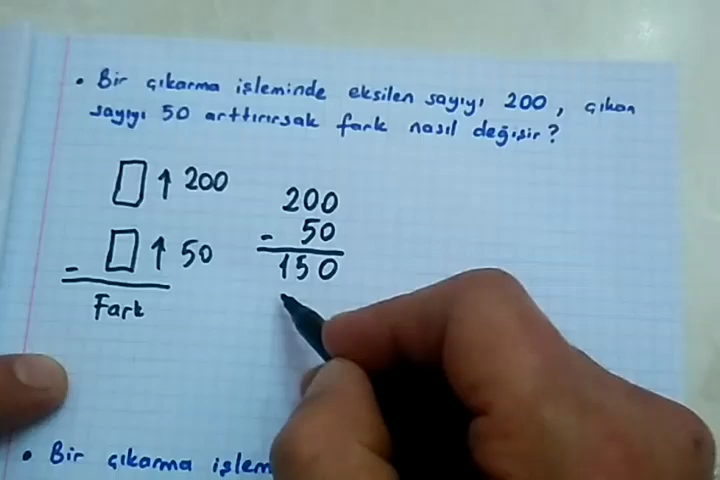 • Bir çıkarma işleminde eksilen sayıyı 200, çıkan
sayıyı 50 arttırırsak fark nasıl değişir?
□ ↑ 200
- □ ↑ 50
Fark
200
- 50
150
• Bir çıkarma işlem